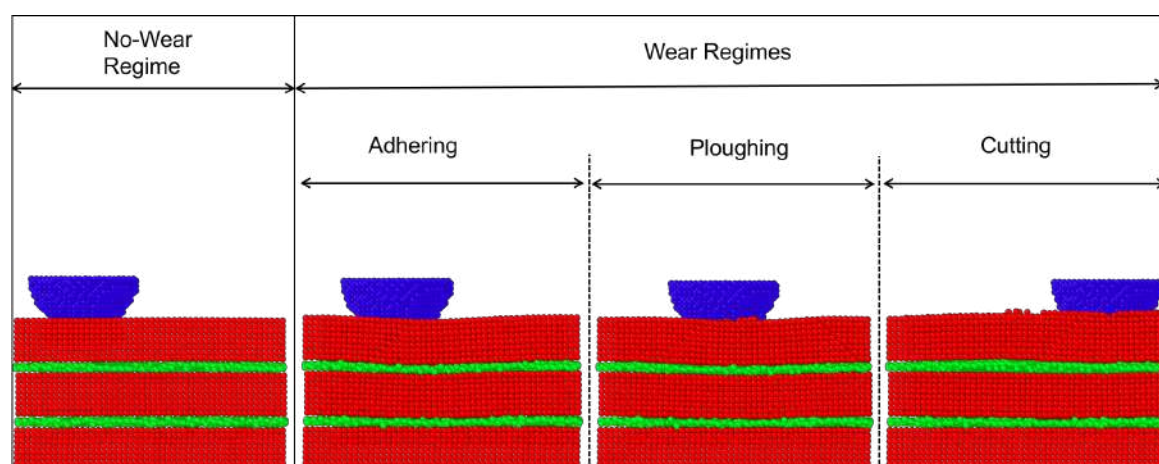 No-Wear
Regime
Wear Regimes
Adhering
Ploughing
Cutting